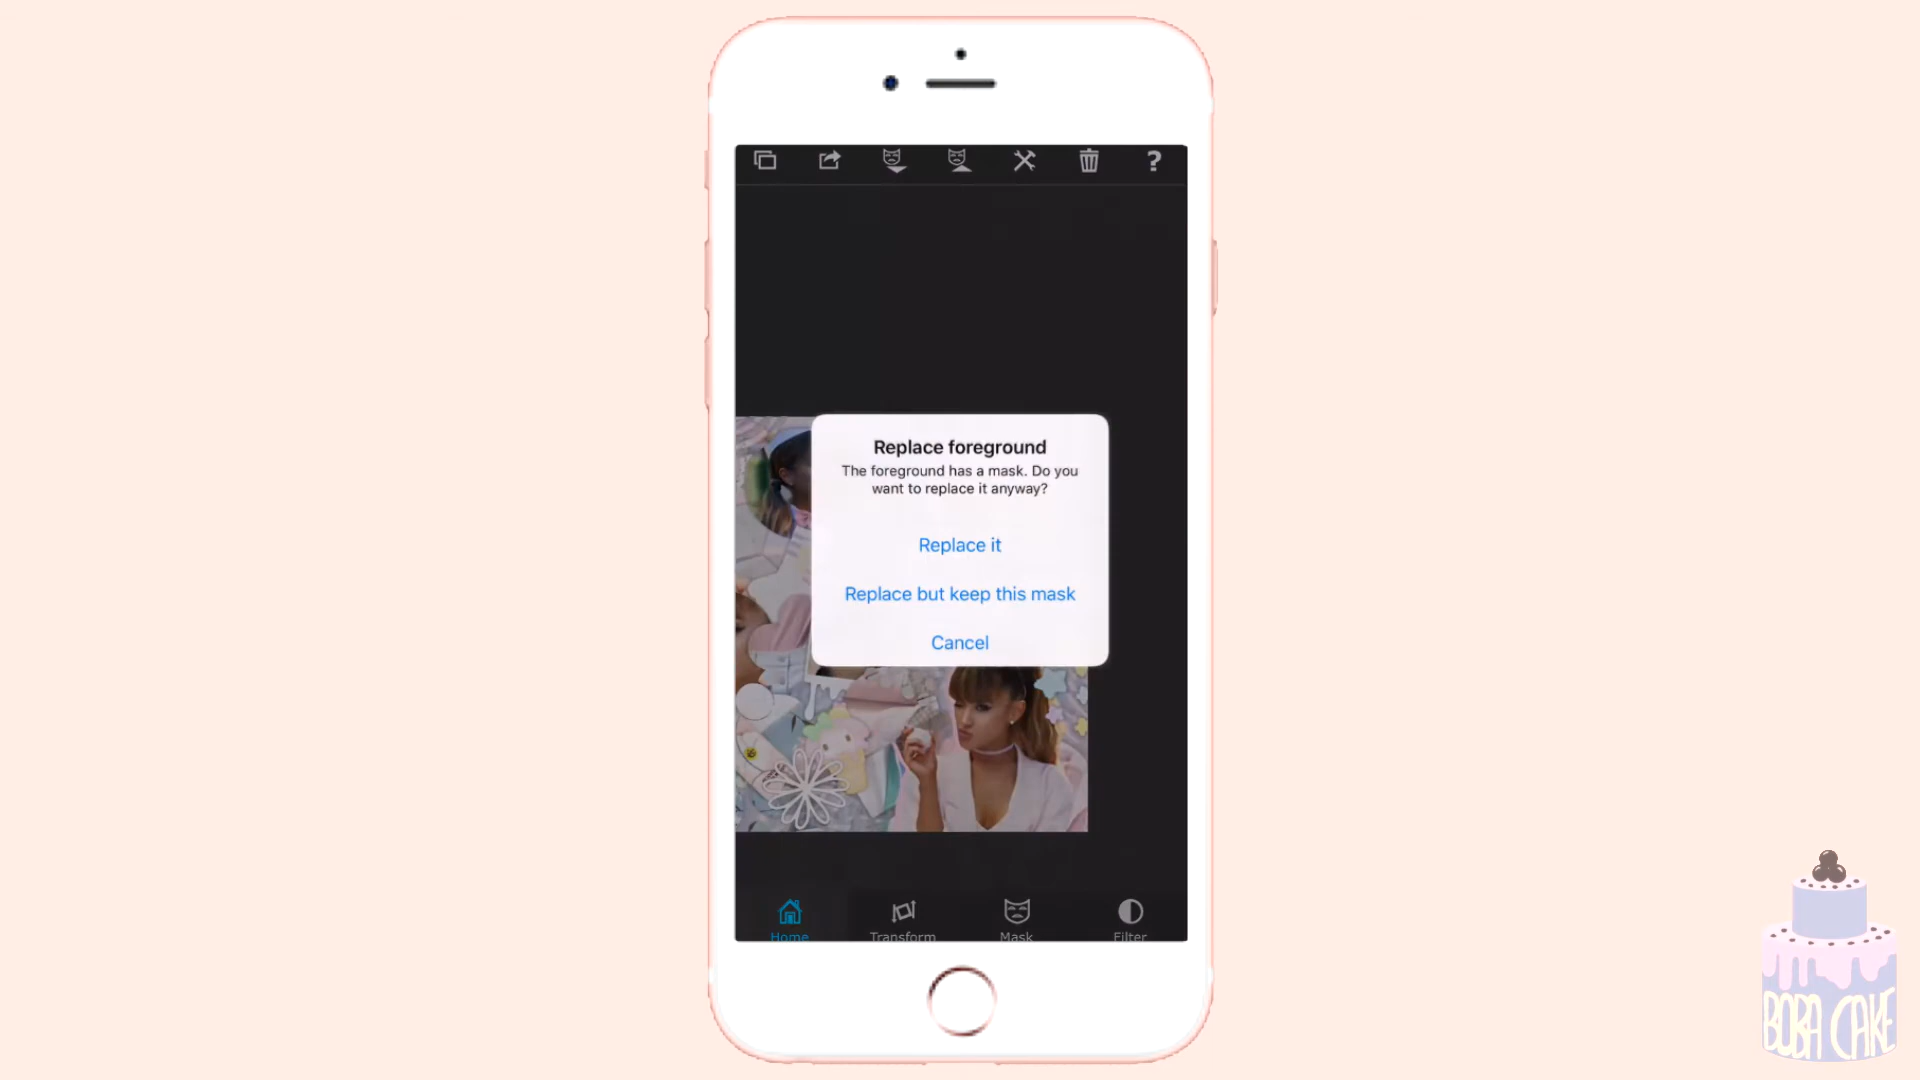 ?
Replace foreground
The foreground has a mask. Do you
want to replace it anyway?
Replace it
Replace but keep this mask
Cancel
Home
Transform
Mask
Filter
BOBA CAKE